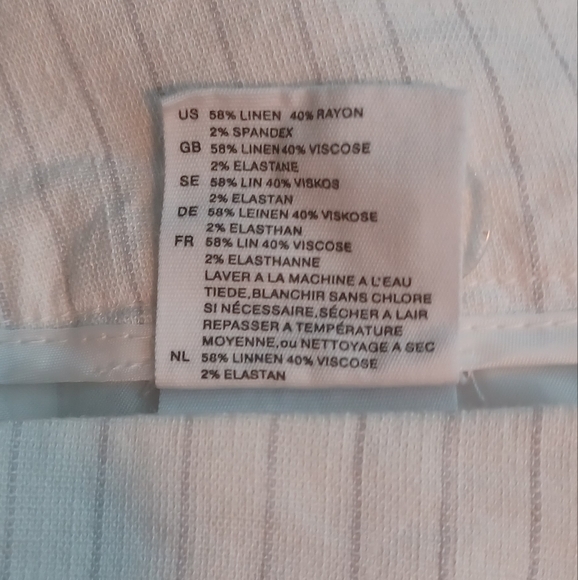 US 58% LINEN 40% RAYON
2% SPANDEX
GB 58% LINEN 40% VISCOSE
2% ELASTANE
SE 58% LIN 40% VISKOS
2% ELASTAN
DE 58% LEINEN 40% VISKOSE
2% ELASTHAN
FR 58% LIN 40% VISCOSE
2% ELASTHANNE
LAVER A LA MACHINE A L'EAU
TIEDE,BLANCHIR SANS CHLORE
SI NÉCESSAIRE,SÉCHER A LAIR
REPASSER A TEMPÉRATURE
MOYENNE,ou NETTOYAGE A SEC
NL 58% LINNEN 40% VISCOSE
2% ELASTAN